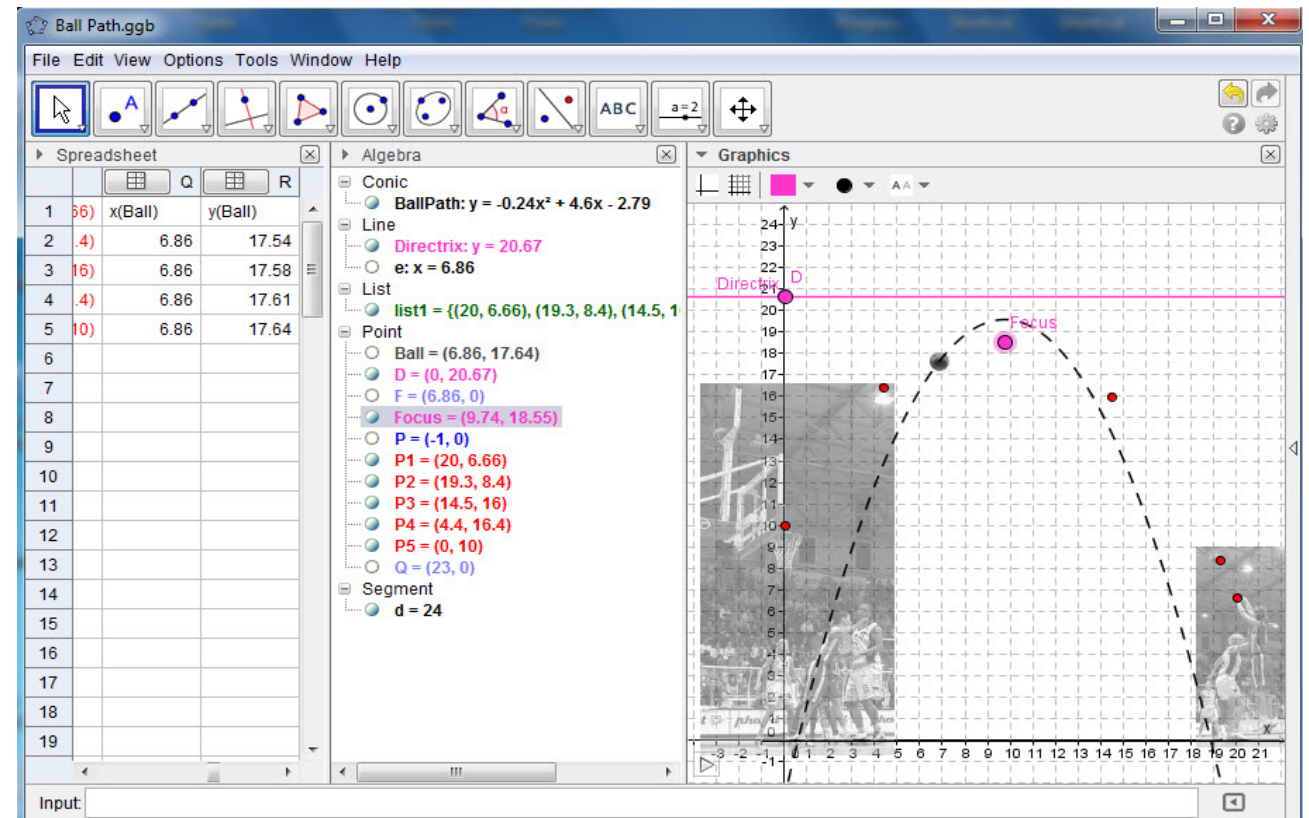 Ball Path.ggb
File Edit View Options Tools Window Help
A
α
ABC
a=2
Spreadsheet
Q R
1 66) x(Ball) y(Ball)
2 .4) 6.86 17.54
3 16) 6.86 17.58
4 .4) 6.86 17.61
5 10) 6.86 17.64
6
7
8
9
10
11
12
13
14
15
16
17
18
19
Algebra
Conic
BallPath: y = -0.24x² + 4.6x - 2.79
Line
Directrix: y = 20.67
e: x = 6.86
List
list1 = {(20, 6.66), (19.3, 8.4), (14.5, 1
Point
Ball = (6.86, 17.64)
D = (0, 20.67)
F = (6.86, 0)
Focus = (9.74, 18.55)
P = (-1, 0)
P1 = (20, 6.66)
P2 = (19.3, 8.4)
P3 = (14.5, 16)
P4 = (4.4, 16.4)
P5 = (0, 10)
Q = (23, 0)
Segment
d = 24
Graphics
AA
24 y
23
22
Directrix D
21
20
19 Focus
18
17
16
15
14
13
12
11
10
9
8
7
6
5
4
3
2
1
0 x
-3 -2 -1 0 1 2 3 4 5 6 7 8 9 10 11 12 13 14 15 16 17 18 19 20 21
-1
Input: